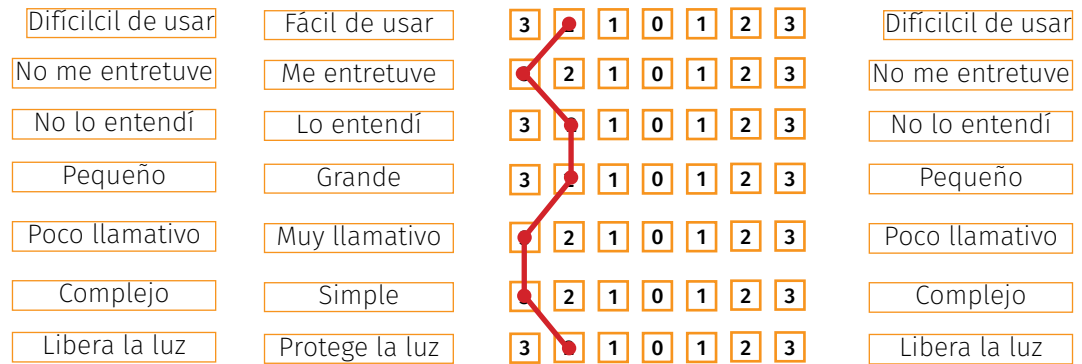 Difícilcil de usar Fácil de usar 3 1 0 1 2 3 Difícilcil de usar
No me entretuve Me entretuve 2 1 0 1 2 3 No me entretuve
No lo entendí Lo entendí 3 1 0 1 2 3 No lo entendí
Pequeño Grande 3 1 0 1 2 3 Pequeño
Poco llamativo Muy llamativo 2 1 0 1 2 3 Poco llamativo
Complejo Simple 2 1 0 1 2 3 Complejo
Libera la luz Protege la luz 3 1 0 1 2 3 Libera la luz